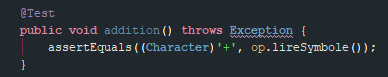 @Test
public void addition() throws Exception {
assertEquals((Character)'+', op.lireSymbole());
}